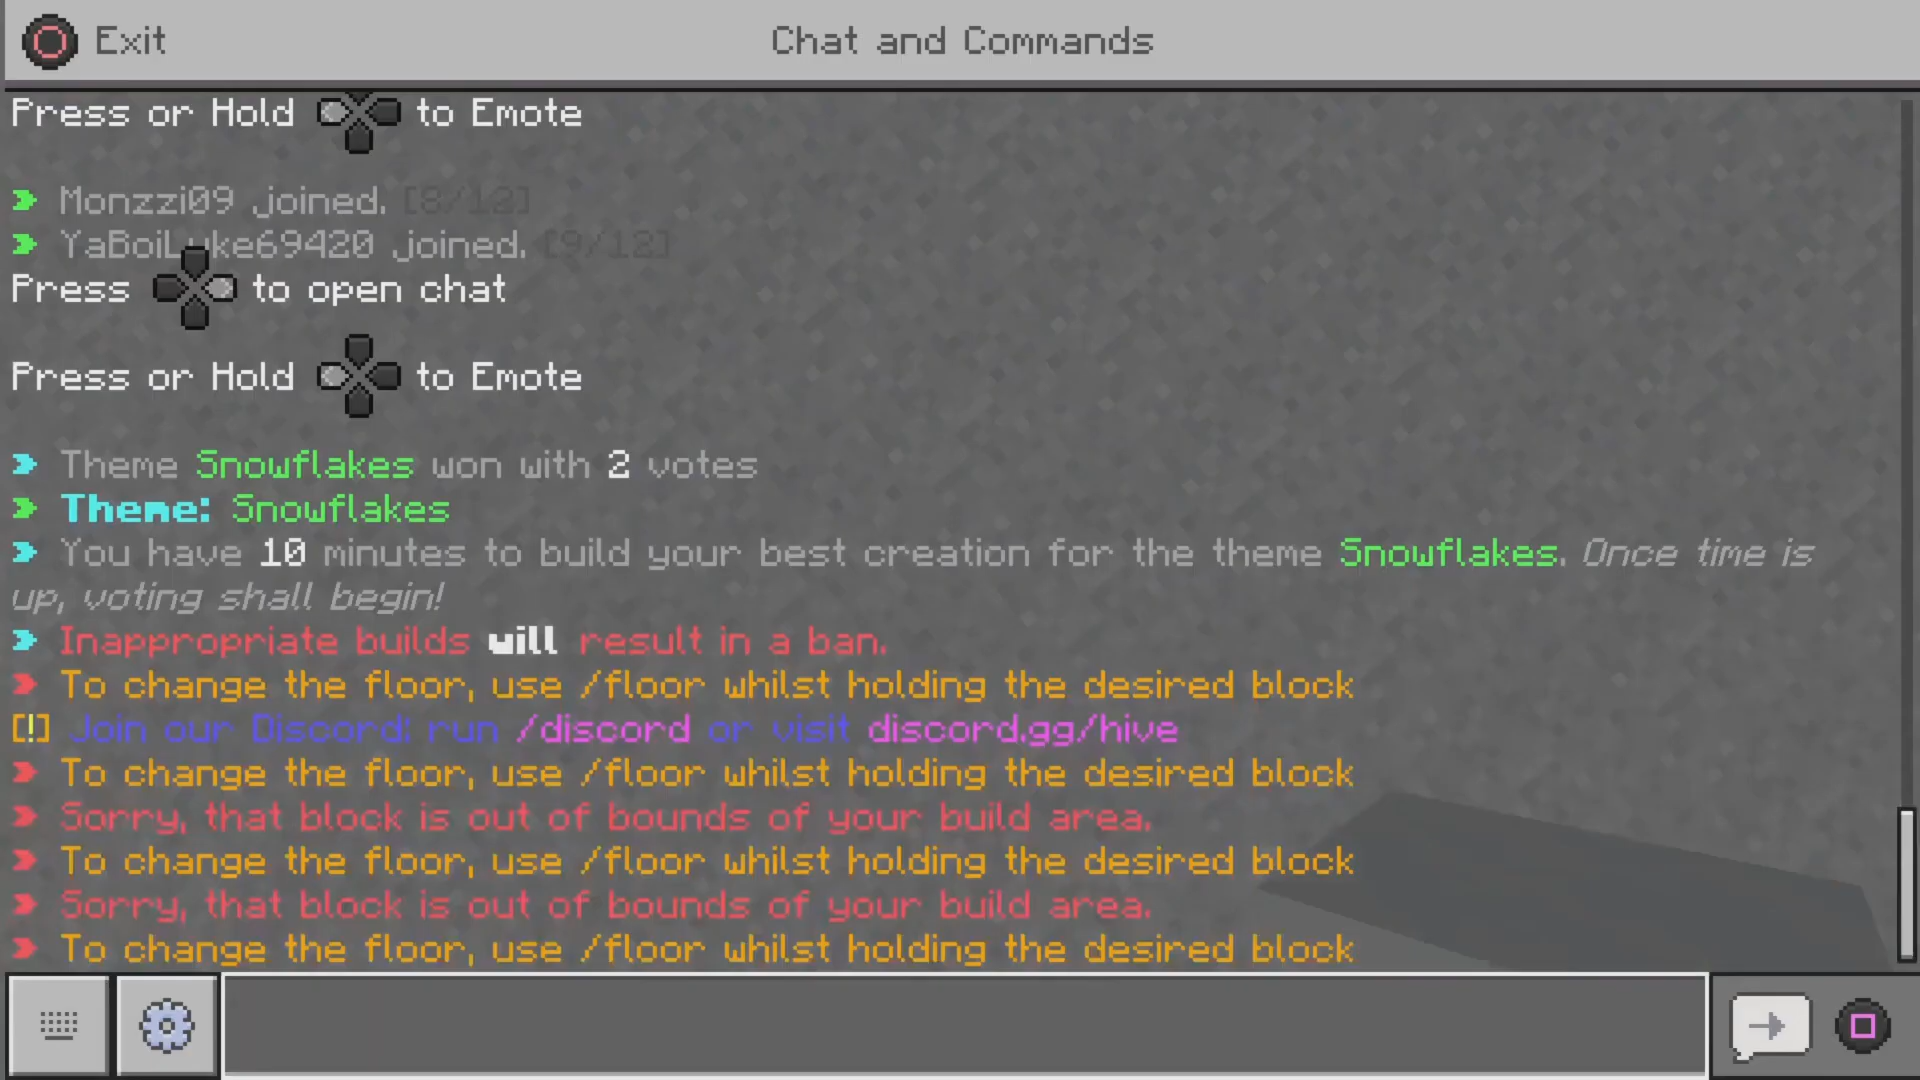 Exit
Chat and Commands
Press or Hold to Emote
Monzzi09 joined. [8/12]
YaBoiLuke69420 joined. [9/12]
Press to open chat
Press or Hold to Emote
Theme Snowflakes won with 2 votes
Theme: Snowflakes
You have 10 minutes to build your best creation for the theme Snowflakes. Once time is
up, voting shall begin!
Inappropriate builds will result in a ban.
To change the floor, use /floor whilst holding the desired block
[!] Join our Discord: run /discord or visit discord.gg/hive
To change the floor, use /floor whilst holding the desired block
Sorry, that block is out of bounds of your build area.
To change the floor, use /floor whilst holding the desired block
Sorry, that block is out of bounds of your build area.
To change the floor, use /floor whilst holding the desired block